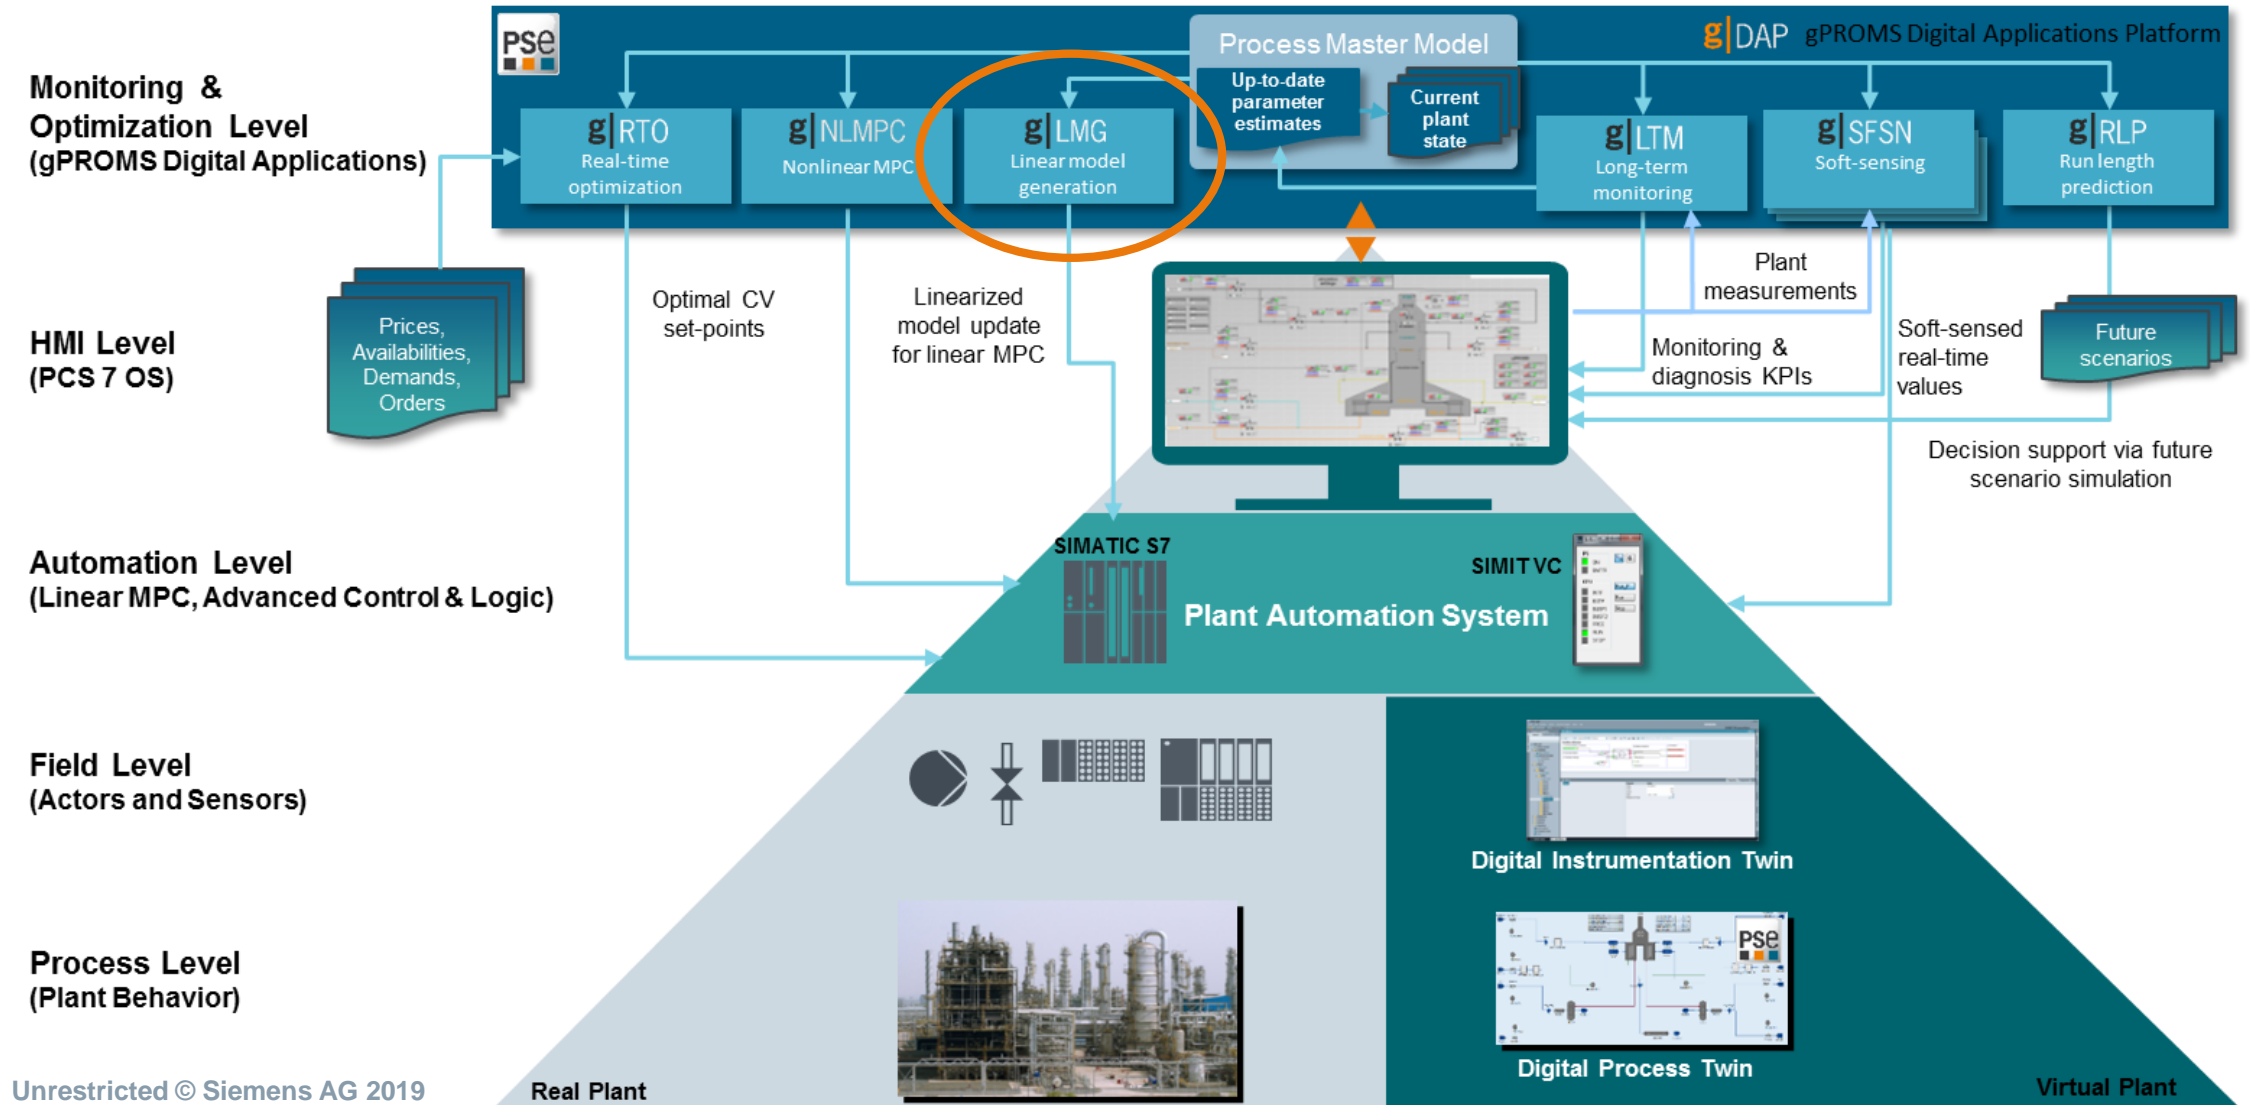 PSe
Process Master Model
g|DAP gPROMS Digital Applications Platform
Up-to-date
parameter
estimates
Current
plant
state
Monitoring &
Optimization Level
(gPROMS Digital Applications)
g|RTO
Real-time
optimization
g|NLMPC
Nonlinear MPC
g|LMG
Linear model
generation
g|LTM
Long-term
monitoring
g|SFSN
Soft-sensing
g|RLP
Run length
prediction
HMI Level
(PCS 7 OS)
Prices,
Availabilities,
Demands,
Orders
Optimal CV
set-points
Linearized
model update
for linear MPC
Plant
measurements
Monitoring &
diagnosis KPIs
Soft-sensed
real-time
values
Future
scenarios
Decision support via future
scenario simulation
Automation Level
(Linear MPC, Advanced Control & Logic)
SIMATIC S7
SIMIT VC
Plant Automation System
Field Level
(Actors and Sensors)
Digital Instrumentation Twin
Process Level
(Plant Behavior)
PSe
Digital Process Twin
Unrestricted © Siemens AG 2019
Real Plant
Virtual Plant